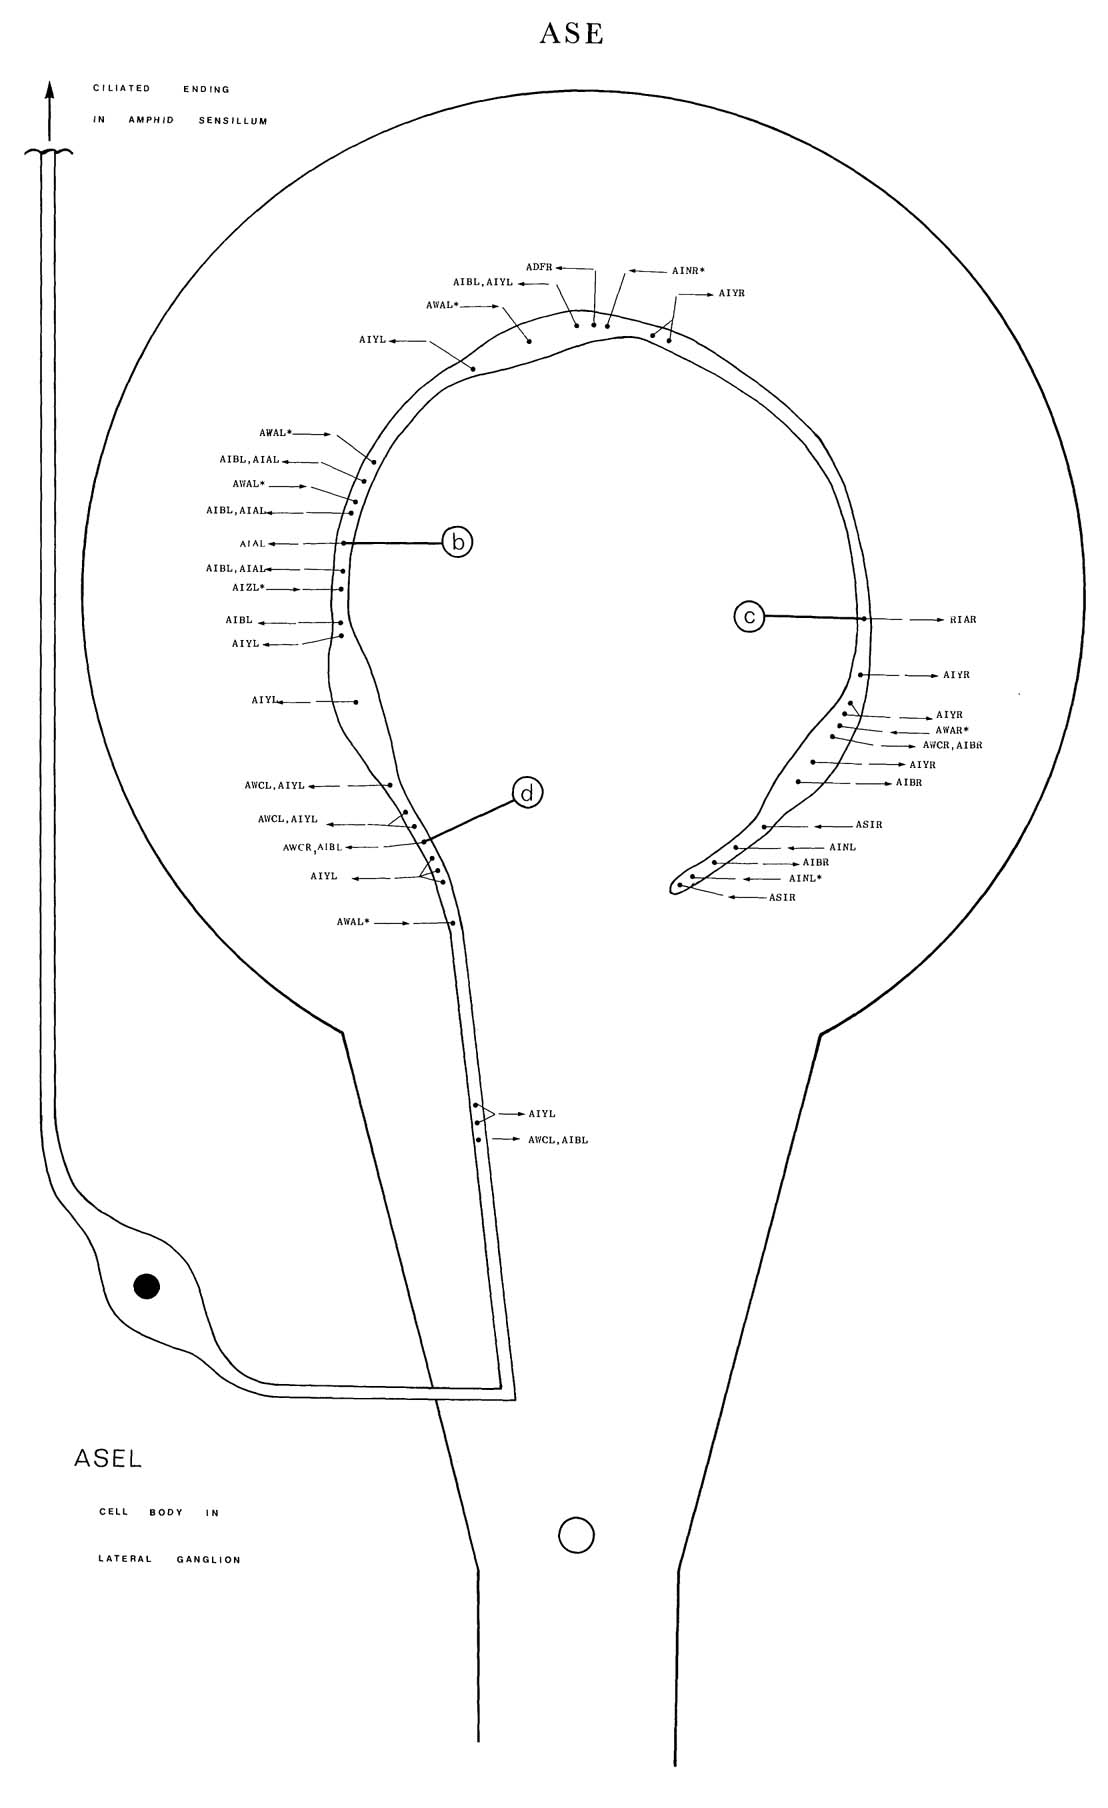 ASE
CILIATED ENDING
IN AMPHID SENSILLUM
ADFR
AINR*
AIBL,AIYL
AIYR
AWAL*
AIYL
AWAL*
AIBL,AIAL
AWAL*
AIBL,AIAL
AIAL
b
AIBL,AIAL
AIZL*
AIBL
c
RIAR
AIYL
AIYR
AIYL
AIYR
AWAR*
AWCR,AIBR
AIYR
AWCL,AIYL
AIBR
d
AWCL,AIYL
ASIR
AWCR,AIBL
AINL
AIBR
AIYL
AINL*
ASIR
AWAL*
AIYL
AWCL,AIBL
ASEL
CELL BODY IN
LATERAL GANGLION